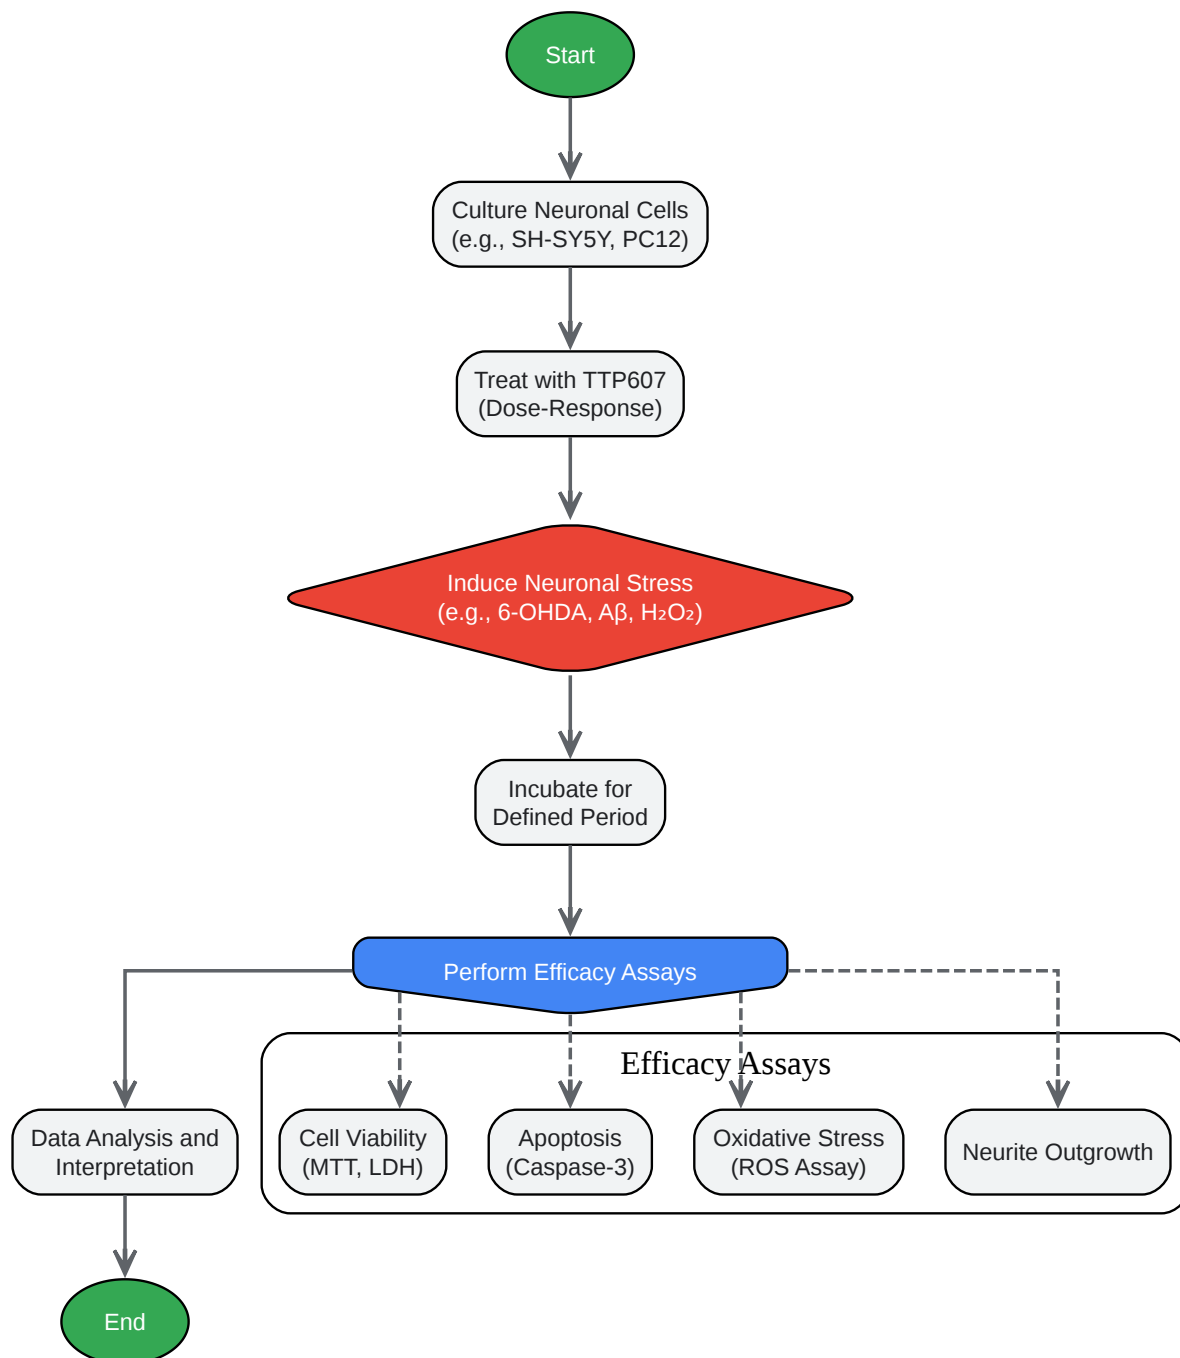 Start
Culture Neuronal Cells
(e.g., SH-SY5Y, PC12)
Treat with TTP607
(Dose-Response)
Induce Neuronal Stress
(e.g., 6-OHDA, Aβ, H₂O₂)
Incubate for
Defined Period
Perform Efficacy Assays
Efficacy Assays
Data Analysis and
Interpretation
Cell Viability
(MTT, LDH)
Apoptosis
(Caspase-3)
Oxidative Stress
(ROS Assay)
Neurite Outgrowth
End